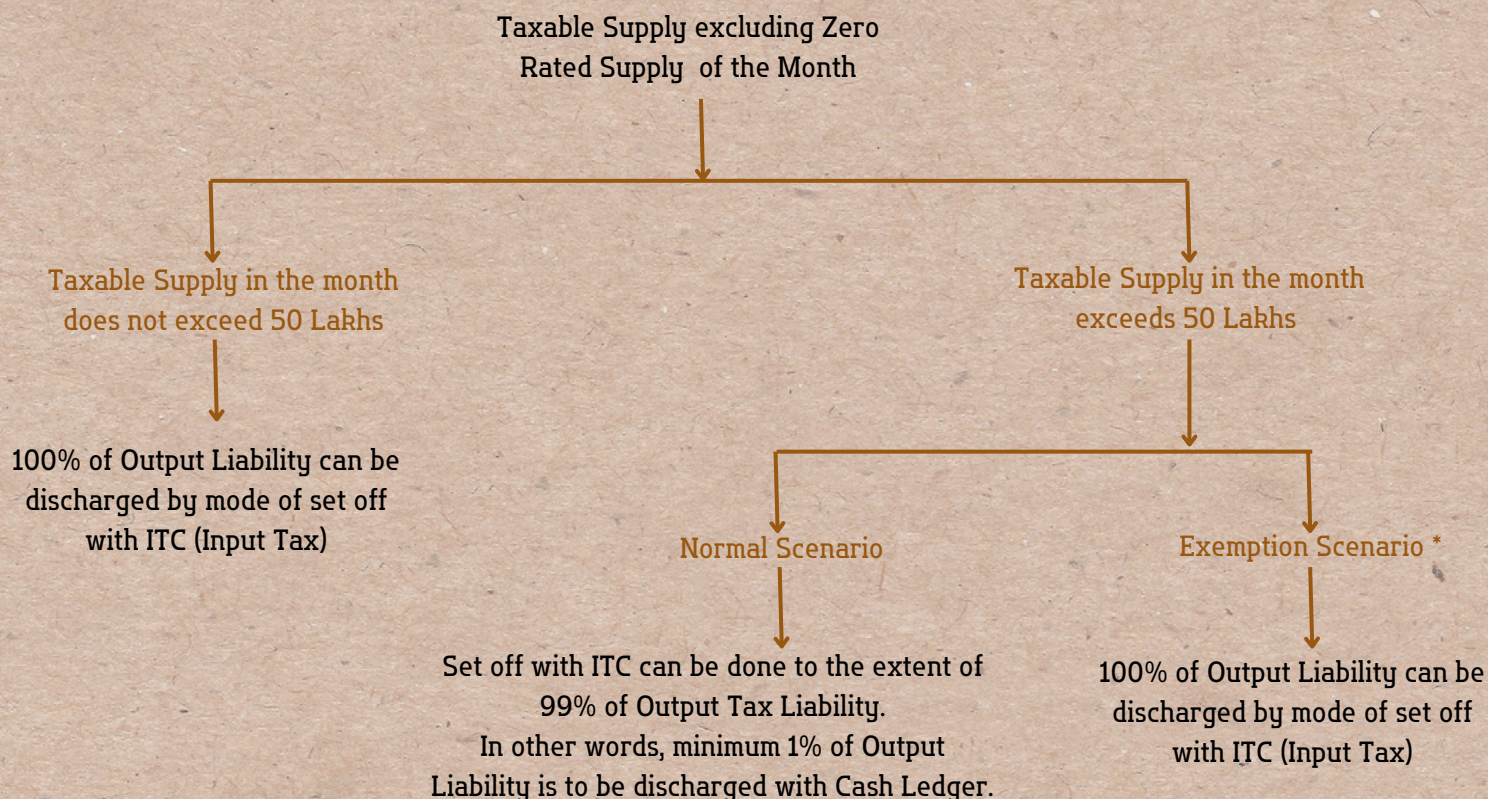 Taxable Supply excluding Zero
Rated Supply of the Month
Taxable Supply in the month
does not exceed 50 Lakhs
Taxable Supply in the month
exceeds 50 Lakhs
100% of Output Liability can be
discharged by mode of set off
with ITC (Input Tax)
Normal Scenario
Exemption Scenario *
Set off with ITC can be done to the extent of
99% of Output Tax Liability.
In other words, minimum 1% of Output
Liability is to be discharged with Cash Ledger.
100% of Output Liability can be
discharged by mode of set off
with ITC (Input Tax)